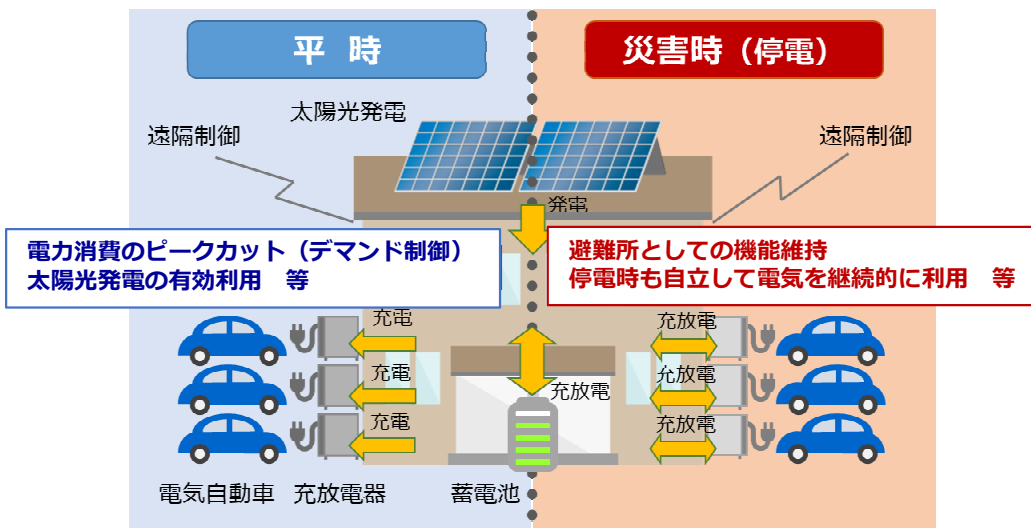 平 時
災害時（停電）
太陽光発電
遠隔制御
遠隔制御
発電
電力消費のピークカット（デマンド制御）
太陽光発電の有効利用　等
避難所としての機能維持
停電時も自立して電気を継続的に利用　等
充電
充放電
充電
充放電
充放電
充電
充放電
電気自動車
充放電器
蓄電池